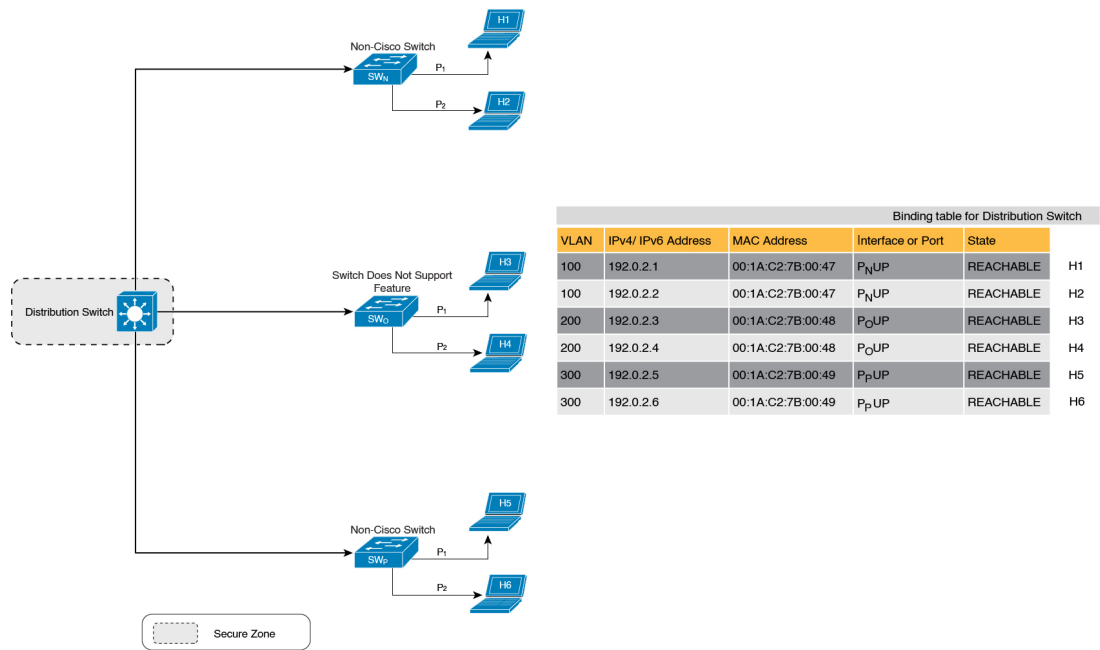 H1
Non-Cisco Switch
SWN
P1
P2
H2
Switch Does Not Support
Feature
H3
SWO
P1
P2
H4
Distribution Switch
Non-Cisco Switch
H5
SWP
P1
P2
H6
Secure Zone
Binding table for Distribution Switch
VLAN IPv4/ IPv6 Address MAC Address Interface or Port State
100 192.0.2.1 00:1A:C2:7B:00:47 PNUP REACHABLE H1
100 192.0.2.2 00:1A:C2:7B:00:47 PNUP REACHABLE H2
200 192.0.2.3 00:1A:C2:7B:00:48 POUP REACHABLE H3
200 192.0.2.4 00:1A:C2:7B:00:48 POUP REACHABLE H4
300 192.0.2.5 00:1A:C2:7B:00:49 PPUP REACHABLE H5
300 192.0.2.6 00:1A:C2:7B:00:49 PPUP REACHABLE H6